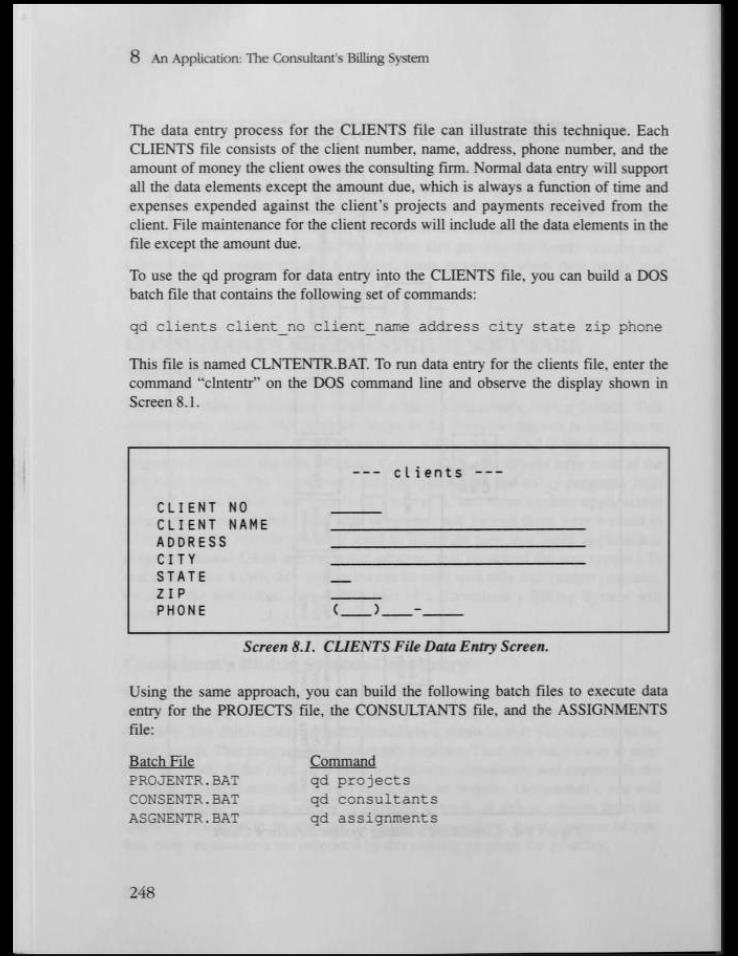 8 An Application: The Consultant's Billing System
The data entry process for the CLIENTS file can illustrate this technique. Each
CLIENTS file consists of the client number, name, address, phone number, and the
amount of money the client owes the consulting firm. Normal data entry will support
all the data elements except the amount due, which is always a function of time and
expenses expended against the client's projects and payments received from the
client. File maintenance for the client records will include all the data elements in the
file except the amount due.
To use the qd program for data entry into the CLIENTS file, you can build a DOS
batch file that contains the following set of commands:
qd clients client_no client_name address city state zip phone
This file is named CLNTENTR.BAT. To run data entry for the clients file, enter the
command “clntentr” on the DOS command line and observe the display shown in
Screen 8.1.
--- clients ---
CLIENT NO ______
CLIENT NAME _________________________
ADDRESS _________________________
CITY _________________________
STATE __
ZIP _____
PHONE (___)___-____
Screen 8.1. CLIENTS File Data Entry Screen.
Using the same approach, you can build the following batch files to execute data
entry for the PROJECTS file, the CONSULTANTS file, and the ASSIGNMENTS
file:
Batch File Command
PROJENTR.BAT qd projects
CONSENTR.BAT qd consultants
ASGNENTR.BAT qd assignments
248